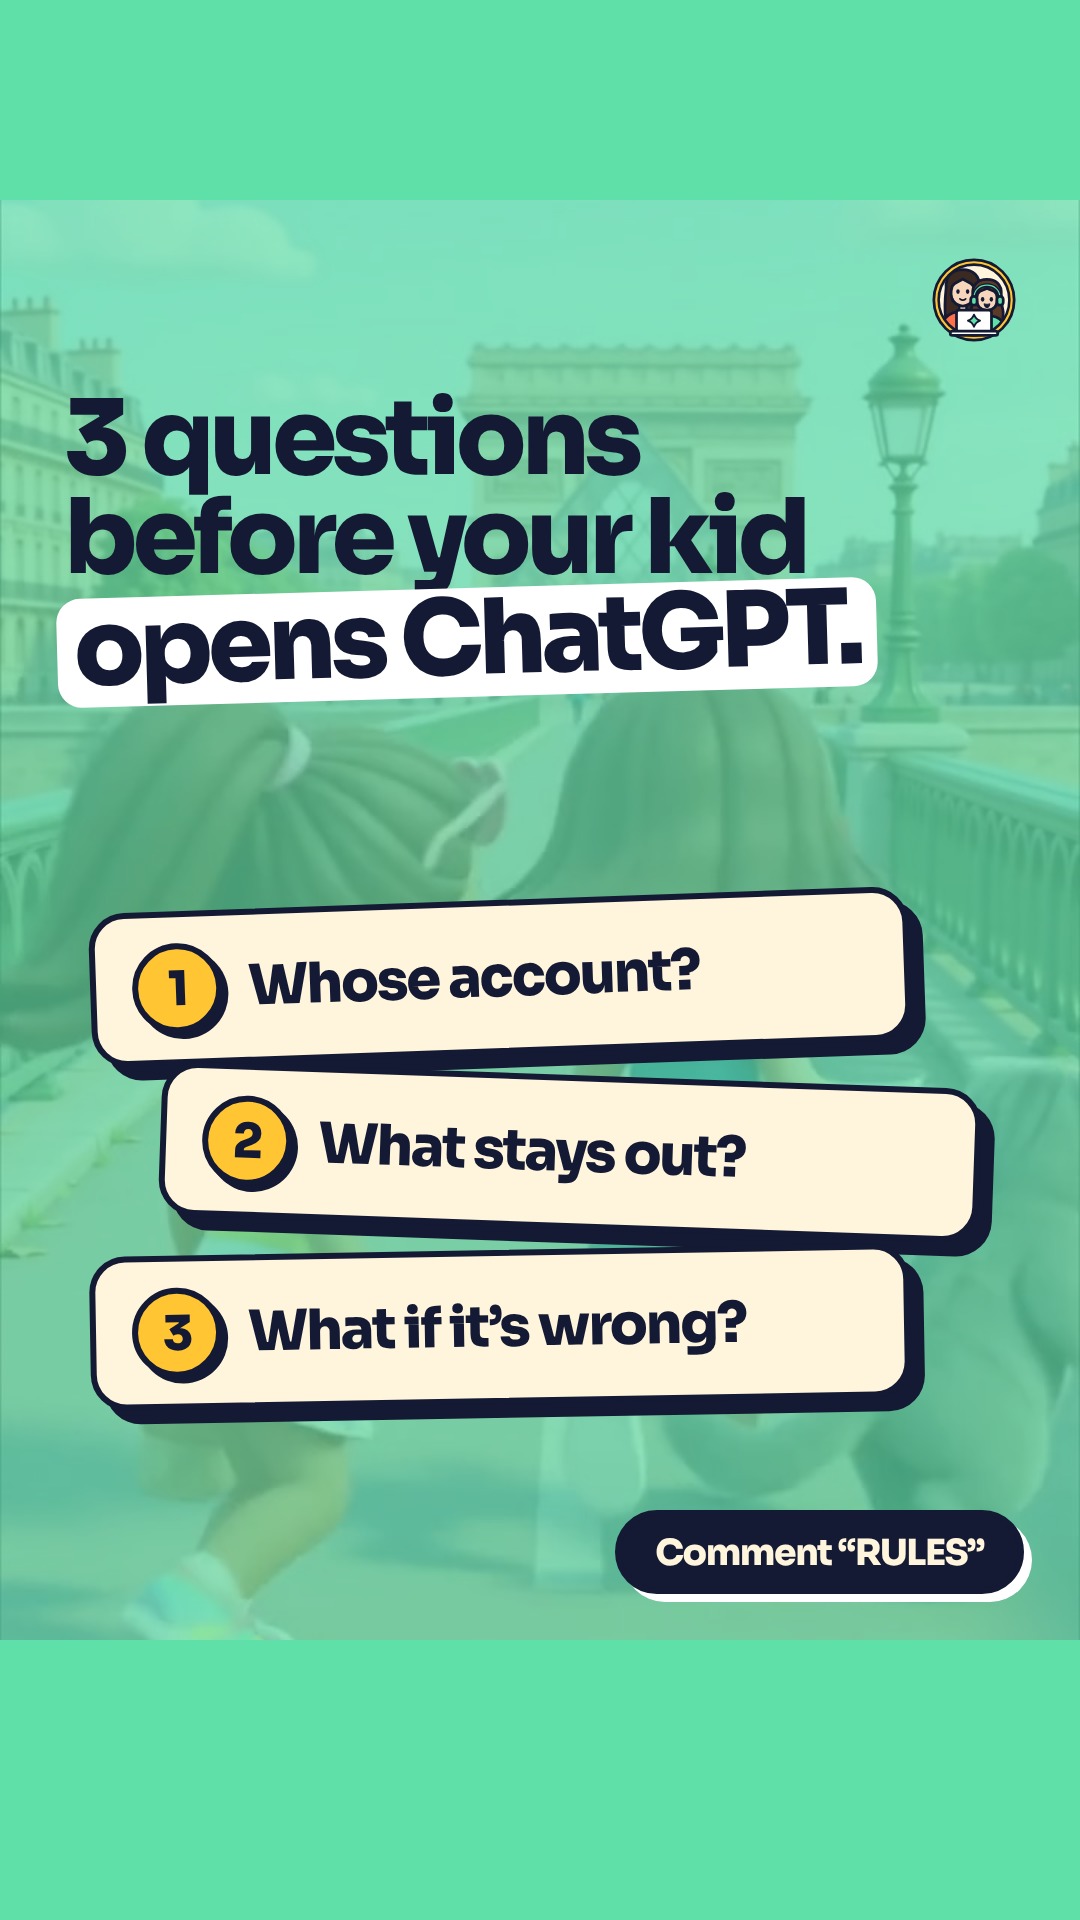 3 questions
before your kid
opens ChatGPT.
1 Whose account?
2 What stays out?
3 What if it’s wrong?
Comment “RULES”